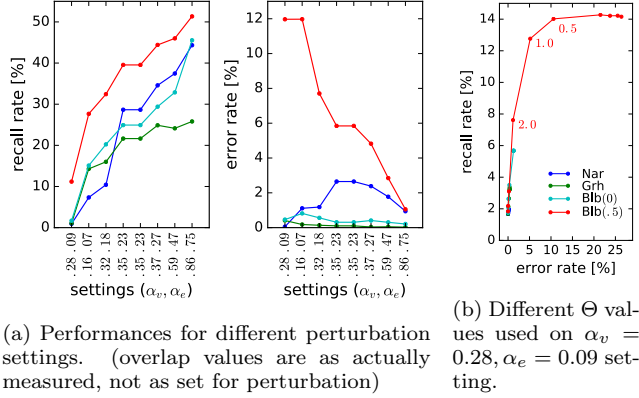 50
40
30
20
10
0
recall rate [%]
.28 .09
.16 .07
.32 .18
.35 .23
.35 .23
.37 .27
.59 .47
.86 .75
settings (αv, αe)
12
10
8
6
4
2
0
error rate [%]
.28 .09
.16 .07
.32 .18
.35 .23
.35 .23
.37 .27
.59 .47
.86 .75
settings (αv, αe)
14
12
10
8
6
4
2
0
recall rate [%]
0.5
1.0
2.0
Nar
Grh
Blb(0)
Blb(.5)
0 5 10 15 20 25
error rate [%]
(a) Performances for different perturbation
settings. (overlap values are as actually
measured, not as set for perturbation)
(b) Different Θ val-
ues used on αv =
0.28, αe = 0.09 set-
ting.